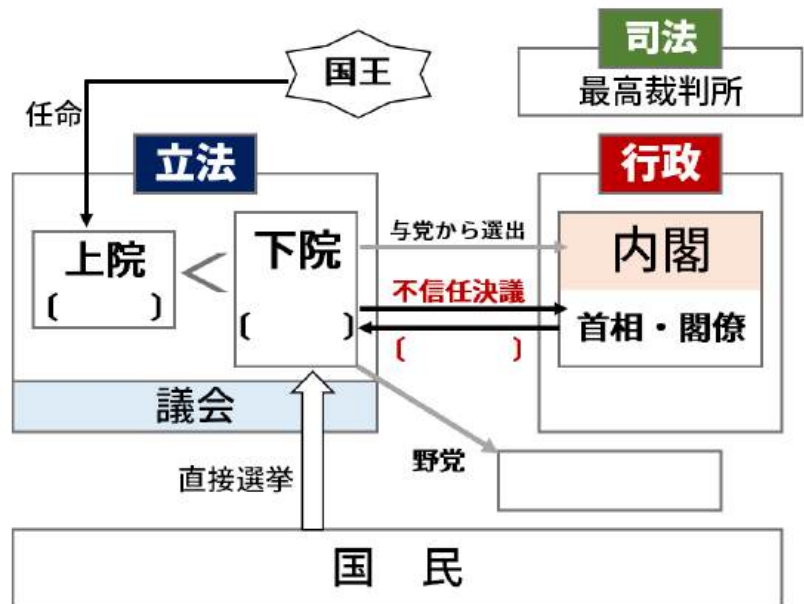 国王
司法
最高裁判所
任命
立法
行政
上院
〔　　　〕
下院
〔　　　〕
与党から選出
不信任決議
〔　　　〕
内閣
首相・閣僚
議会
直接選挙
野党
国　民